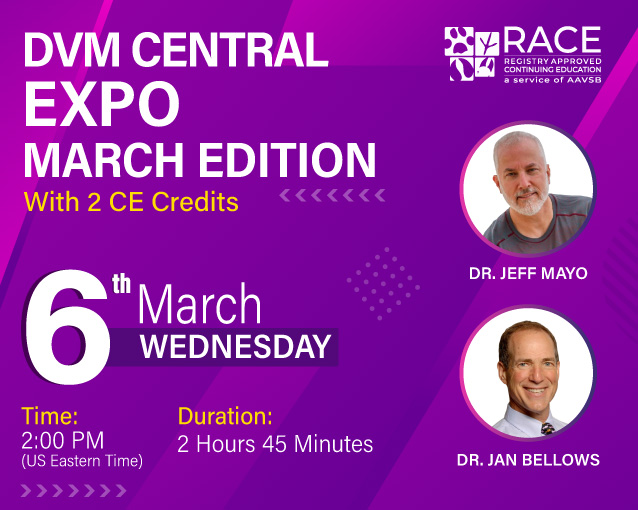 DVM CENTRAL
EXPO
MARCH EDITION
With 2 CE Credits
RACE
REGISTRY APPROVED
CONTINUING EDUCATION
a service of AAVSB
DR. JEFF MAYO
6th March
WEDNESDAY
Time:
2:00 PM
(US Eastern Time)
Duration:
2 Hours 45 Minutes
DR. JAN BELLOWS